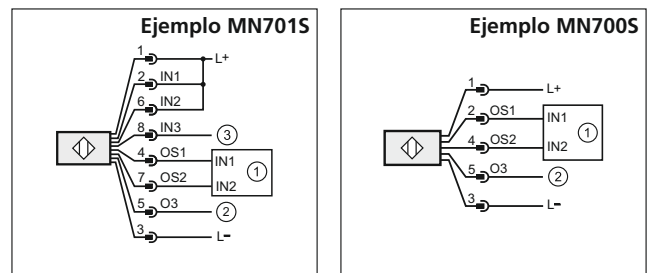 Ejemplo MN701S
1 L+
2 IN1
6 IN2
8 IN3 ③
4 OS1 IN1
①
7 OS2 IN2
5 O3 ②
3 L-
Ejemplo MN700S
1 L+
2 OS1 IN1
①
4 OS2 IN2
5 O3 ②
3 L-